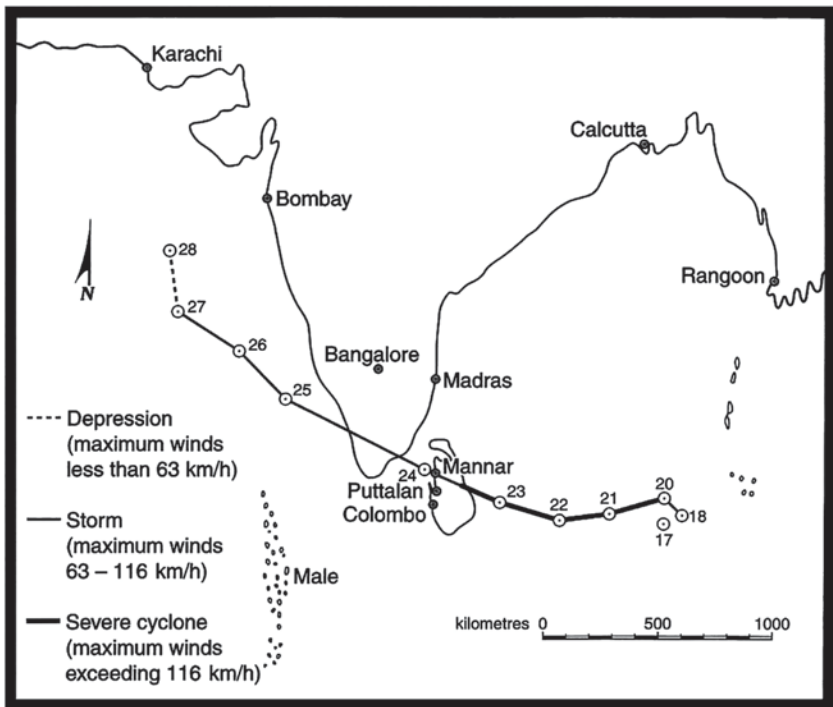 Karachi
Calcutta
Bombay
28
Rangoon
N
27
26
Bangalore
25
Madras
Depression
(maximum winds
less than 63 km/h)
24
Mannar
Puttalan
23
22
21
20
18
17
Colombo
Storm
(maximum winds
63 – 116 km/h)
Male
Severe cyclone
(maximum winds
exceeding 116 km/h)
kilometres 0 500 1000